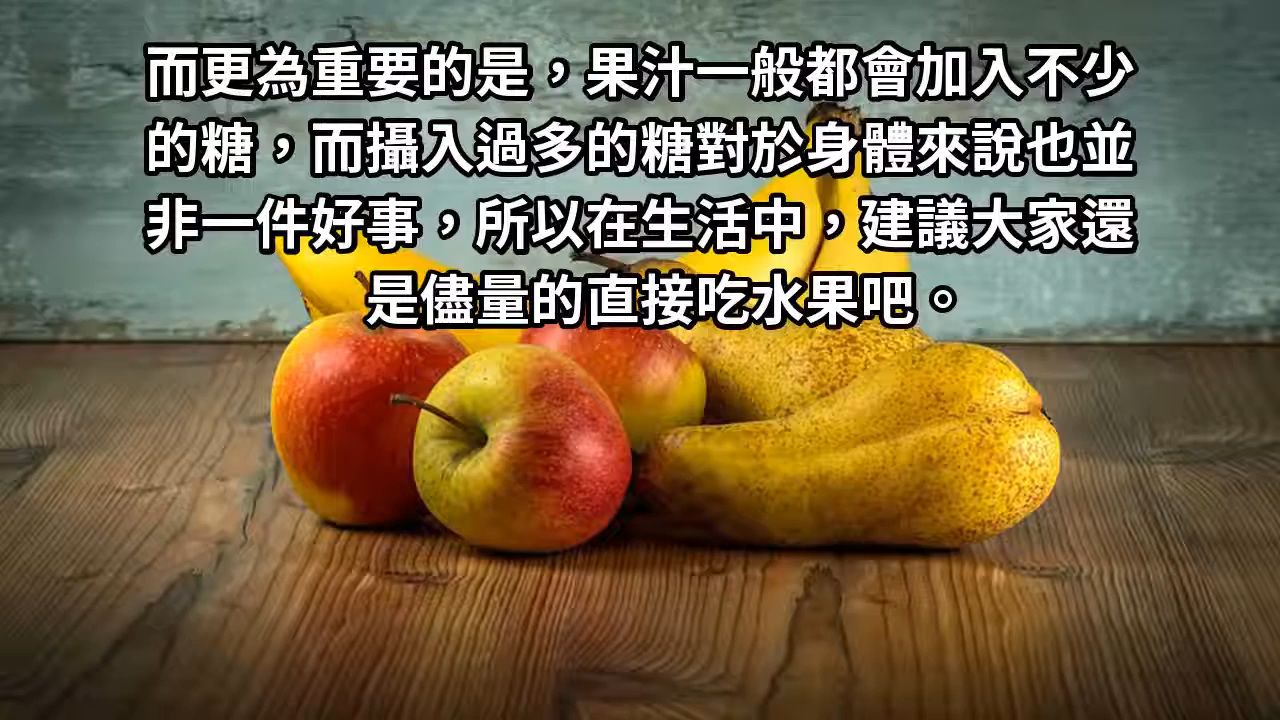 而更為重要的是，果汁一般都會加入不少
的糖，而攝入過多的糖對於身體來說也並
非一件好事，所以在生活中，建議大家還
是儘量的直接吃水果吧。